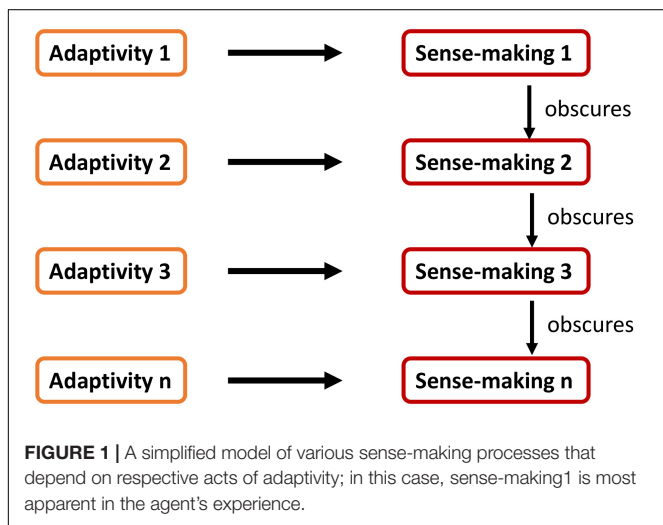 Adaptivity 1 Sense-making 1
obscures
Adaptivity 2 Sense-making 2
obscures
Adaptivity 3 Sense-making 3
obscures
Adaptivity n Sense-making n
FIGURE 1 | A simplified model of various sense-making processes that
depend on respective acts of adaptivity; in this case, sense-making1 is most
apparent in the agent’s experience.